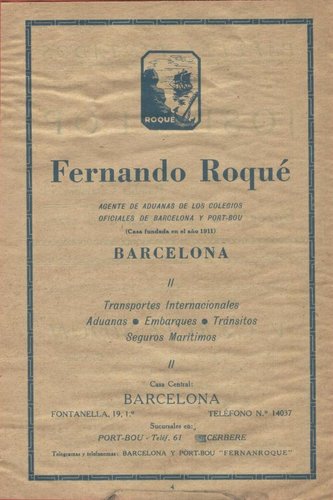 ROQUE
Fernando Roqué
AGENTE DE ADUANAS DE LOS COLEGIOS
OFICIALES DE BARCELONA Y PORT-BOU
(Casa fundada en el año 1911)
BARCELONA
Transportes Internacionales
Aduanas ● Embarques ● Tránsitos
Seguros Marítimos
Casa Central:
BARCELONA
FONTANELLA, 19, 1.º TELÉFONO N.º 14037
Sucursales en:
PORT-BOU - Teléf. 61 CERBERE
Telegramas y telefonemas: BARCELONA Y PORT-BOU "FERNANROQUE"
4